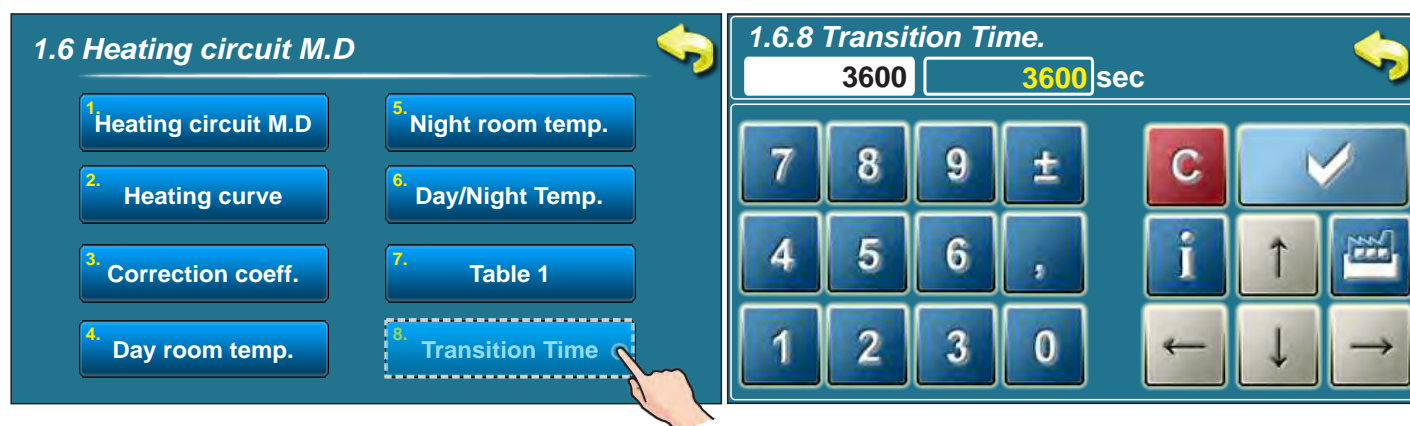 1.6 Heating circuit M.D
1. Heating circuit M.D
5. Night room temp.
2. Heating curve
6. Day/Night Temp.
3. Correction coeff.
7. Table 1
4. Day room temp.
8. Transition Time
1.6.8 Transition Time.
3600 3600 sec
7 8 9 ± C
4 5 6 , i ↑
1 2 3 0 ← ↓ →